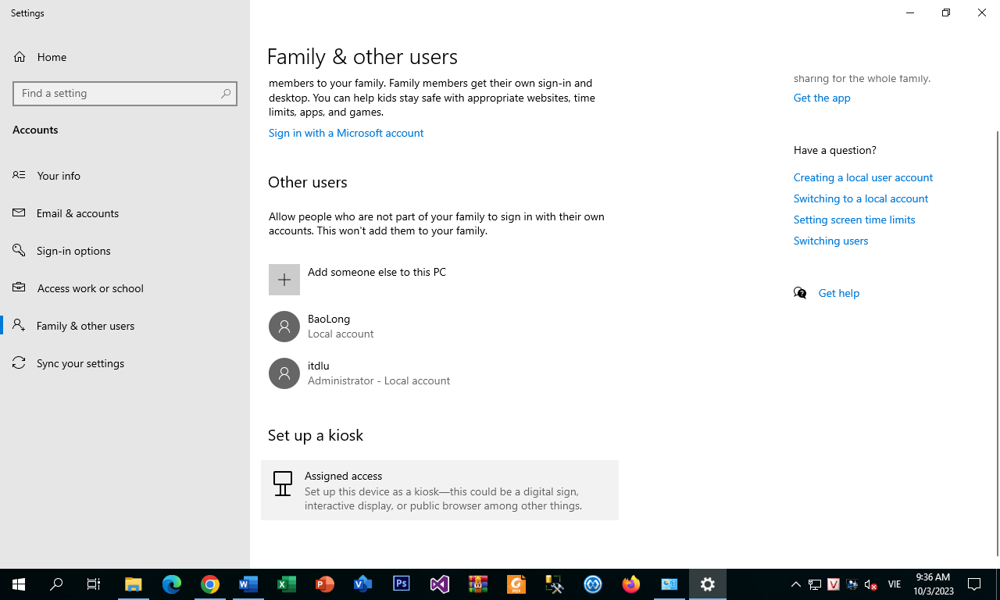 Settings
Home
Find a setting
Accounts
Your info
Email & accounts
Sign-in options
Access work or school
Family & other users
Sync your settings
Family & other users
members to your family. Family members get their own sign-in and
desktop. You can help kids stay safe with appropriate websites, time
limits, apps, and games.
Sign in with a Microsoft account
Other users
Allow people who are not part of your family to sign in with their own
accounts. This won't add them to your family.
Add someone else to this PC
BaoLong
Local account
itdlu
Administrator - Local account
Set up a kiosk
Assigned access
Set up this device as a kiosk—this could be a digital sign,
interactive display, or public browser among other things.
sharing for the whole family.
Get the app
Have a question?
Creating a local user account
Switching to a local account
Setting screen time limits
Switching users
Get help
VIE
9:36 AM
10/3/2023